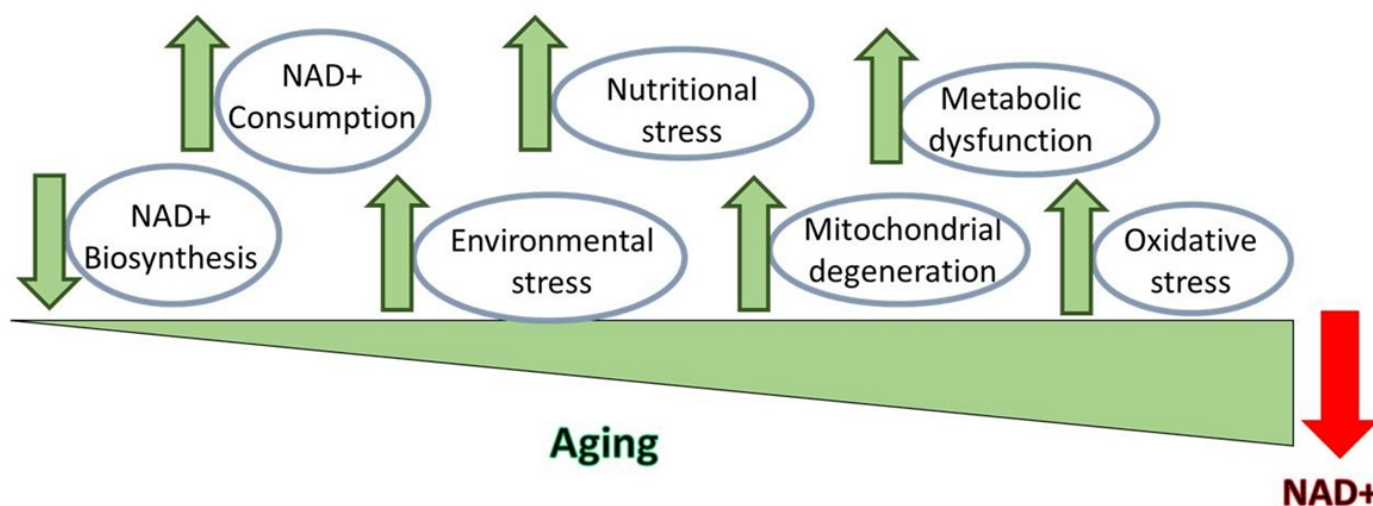 NAD+
Consumption
Nutritional
stress
Metabolic
dysfunction
NAD+
Biosynthesis
Environmental
stress
Mitochondrial
degeneration
Oxidative
stress
Aging
NAD+